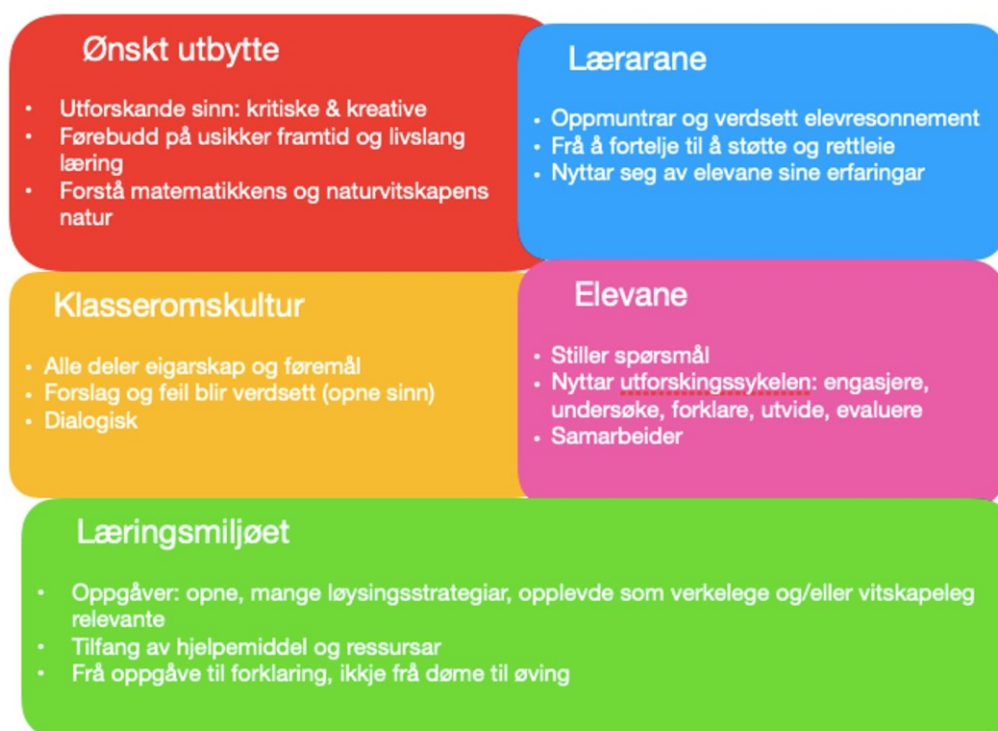 Ønskt utbytte
• Utforskande sinn: kritiske & kreative
• Førebudd på usikker framtid og livslang
læring
• Forstå matematikkens og naturvitskapens
natur
Lærarane
• Oppmuntrar og verdsett elevresonnement
• Frå å fortelje til å støtte og rettleie
• Nyttar seg av elevane sine erfaringar
Klasseromskultur
• Alle deler eigarskap og føremål
• Forslag og feil blir verdsett (opne sinn)
• Dialogisk
Elevane
• Stiller spørsmål
• Nyttar utforskingssykelen: engasjere,
undersøke, forklare, utvide, evaluere
• Samarbeider
Læringsmiljøet
• Oppgåver: opne, mange løysingsstrategiar, opplevde som verkelege og/eller vitskapeleg
relevante
• Tilfang av hjelpemiddel og ressursar
• Frå oppgåve til forklaring, ikkje frå døme til øving